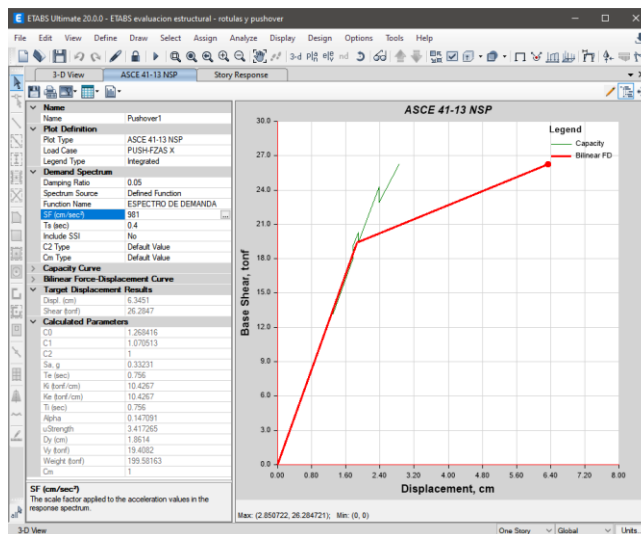 ETABS Ultimate 20.0.0 - ETABS evaluacion estructural - rotulas y pushover
File Edit View Define Draw Select Assign Analyze Display Design Options Tools Help
3-d
nd
3-D View ASCE 41-13 NSP Story Response
Name
Name Pushover1
Plot Definition
Plot Type ASCE 41-13 NSP
Load Case PUSH-FZAS X
Legend Type Integrated
Demand Spectrum
Damping Ratio 0.05
Spectrum Source Defined Function
Function Name ESPECTRO DE DEMANDA
SF (cm/sec²) 981
Ts (sec) 0.4
Include SSI No
C2 Type Default Value
Cm Type Default Value
Capacity Curve
Bilinear Force-Displacement Curve
Target Displacement Results
Displ. (cm) 6.3451
Shear (tonf) 26.2847
Calculated Parameters
C0 1.268416
C1 1.070513
C2 1
Sa, g 0.33231
Te (sec) 0.756
Ki (tonf/cm) 10.4267
Ke (tonf/cm) 10.4267
Ti (sec) 0.756
Alpha 0.147091
uStrength 3.417265
Dy (cm) 1.8614
Vy (tonf) 19.4082
Weight (tonf) 199.58163
Cm 1
SF (cm/sec²)
The scale factor applied to the acceleration values in the
response spectrum.
ASCE 41-13 NSP
Legend
Capacity
Bilinear FD
Base Shear, tonf
30.0
27.0
24.0
21.0
18.0
15.0
12.0
9.0
6.0
3.0
0.0
0.00 0.80 1.60 2.40 3.20 4.00 4.80 5.60 6.40 7.20 8.00
Displacement, cm
Max: (2.850722, 26.284721); Min: (0, 0)
3-D View One Story Global Units...